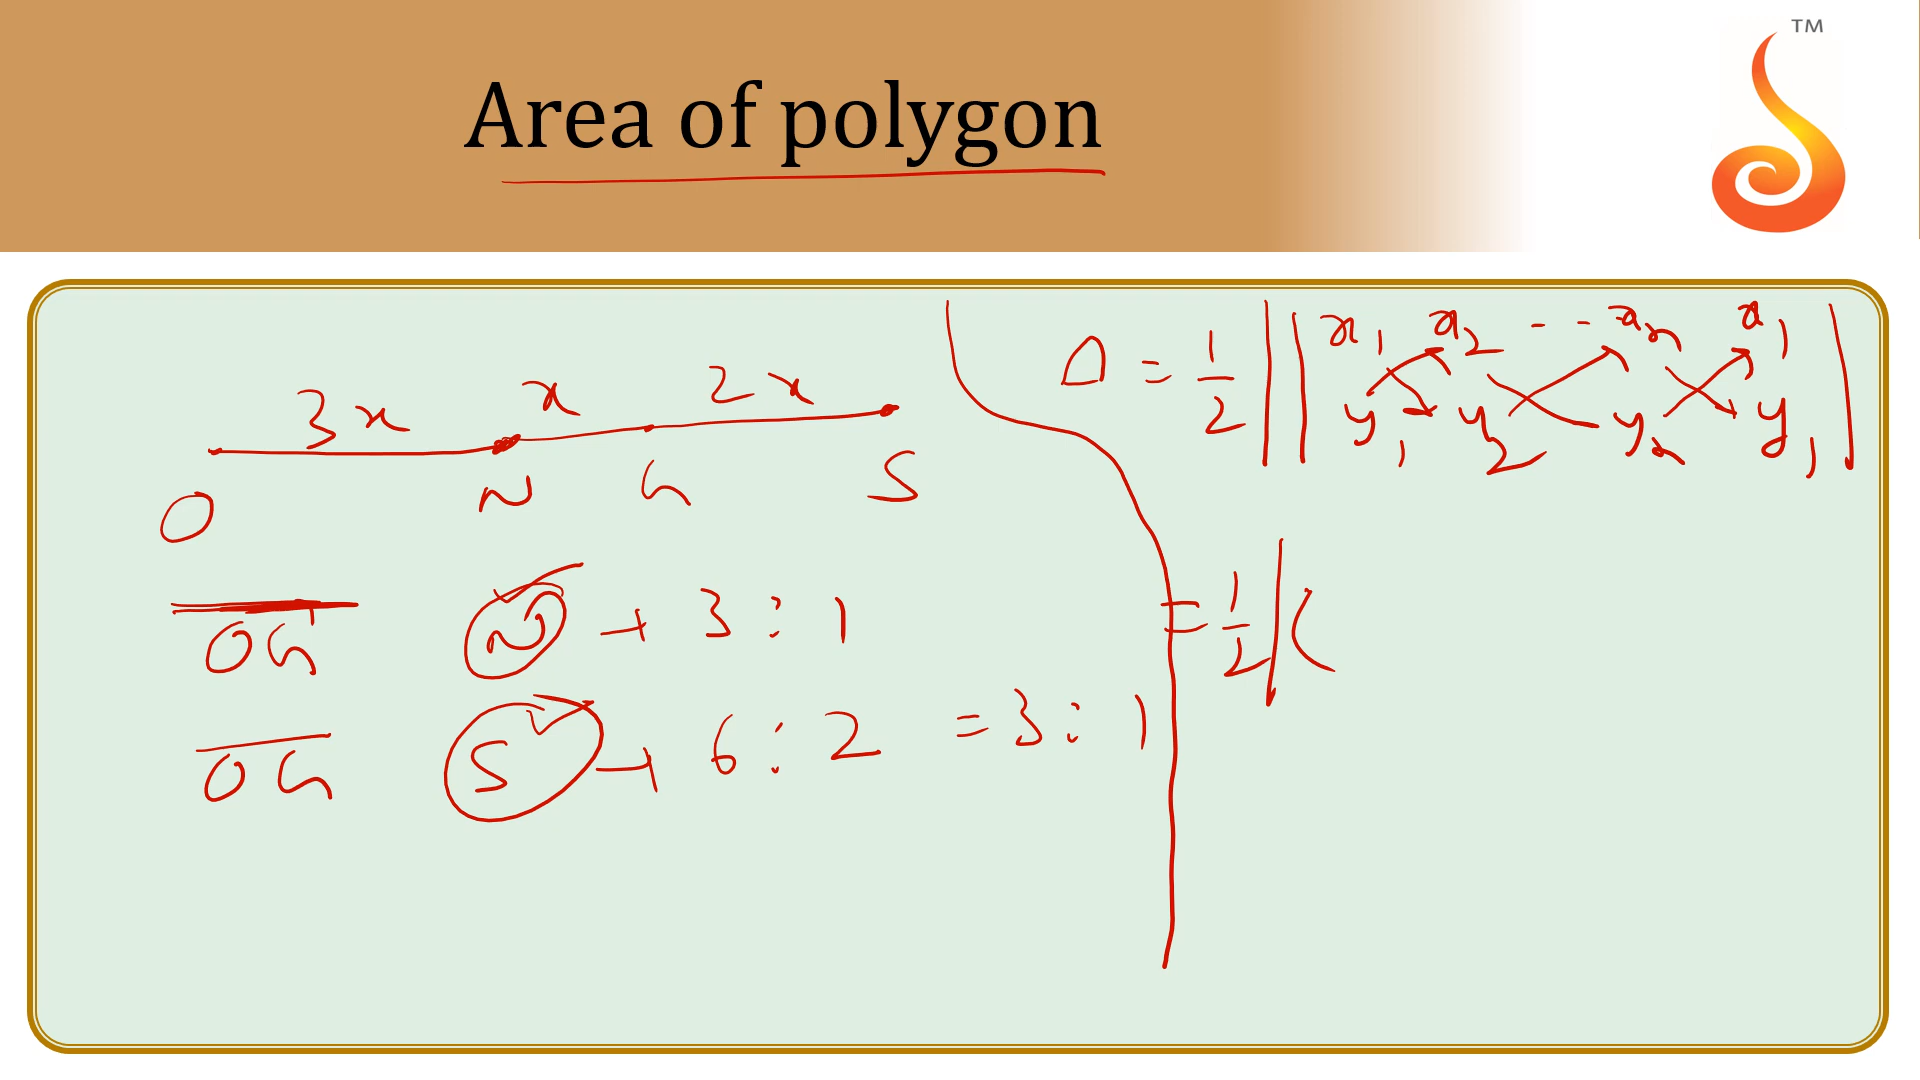 Area of polygon
TM
3x x 2x
O N G S
OG N → 3 : 1
OG S → 6 : 2 = 3 : 1
Δ = 1/2 | | x₁ x₂ -- xₙ x₁
y₁ y₂ yₙ y₁ |
= 1/2 | (